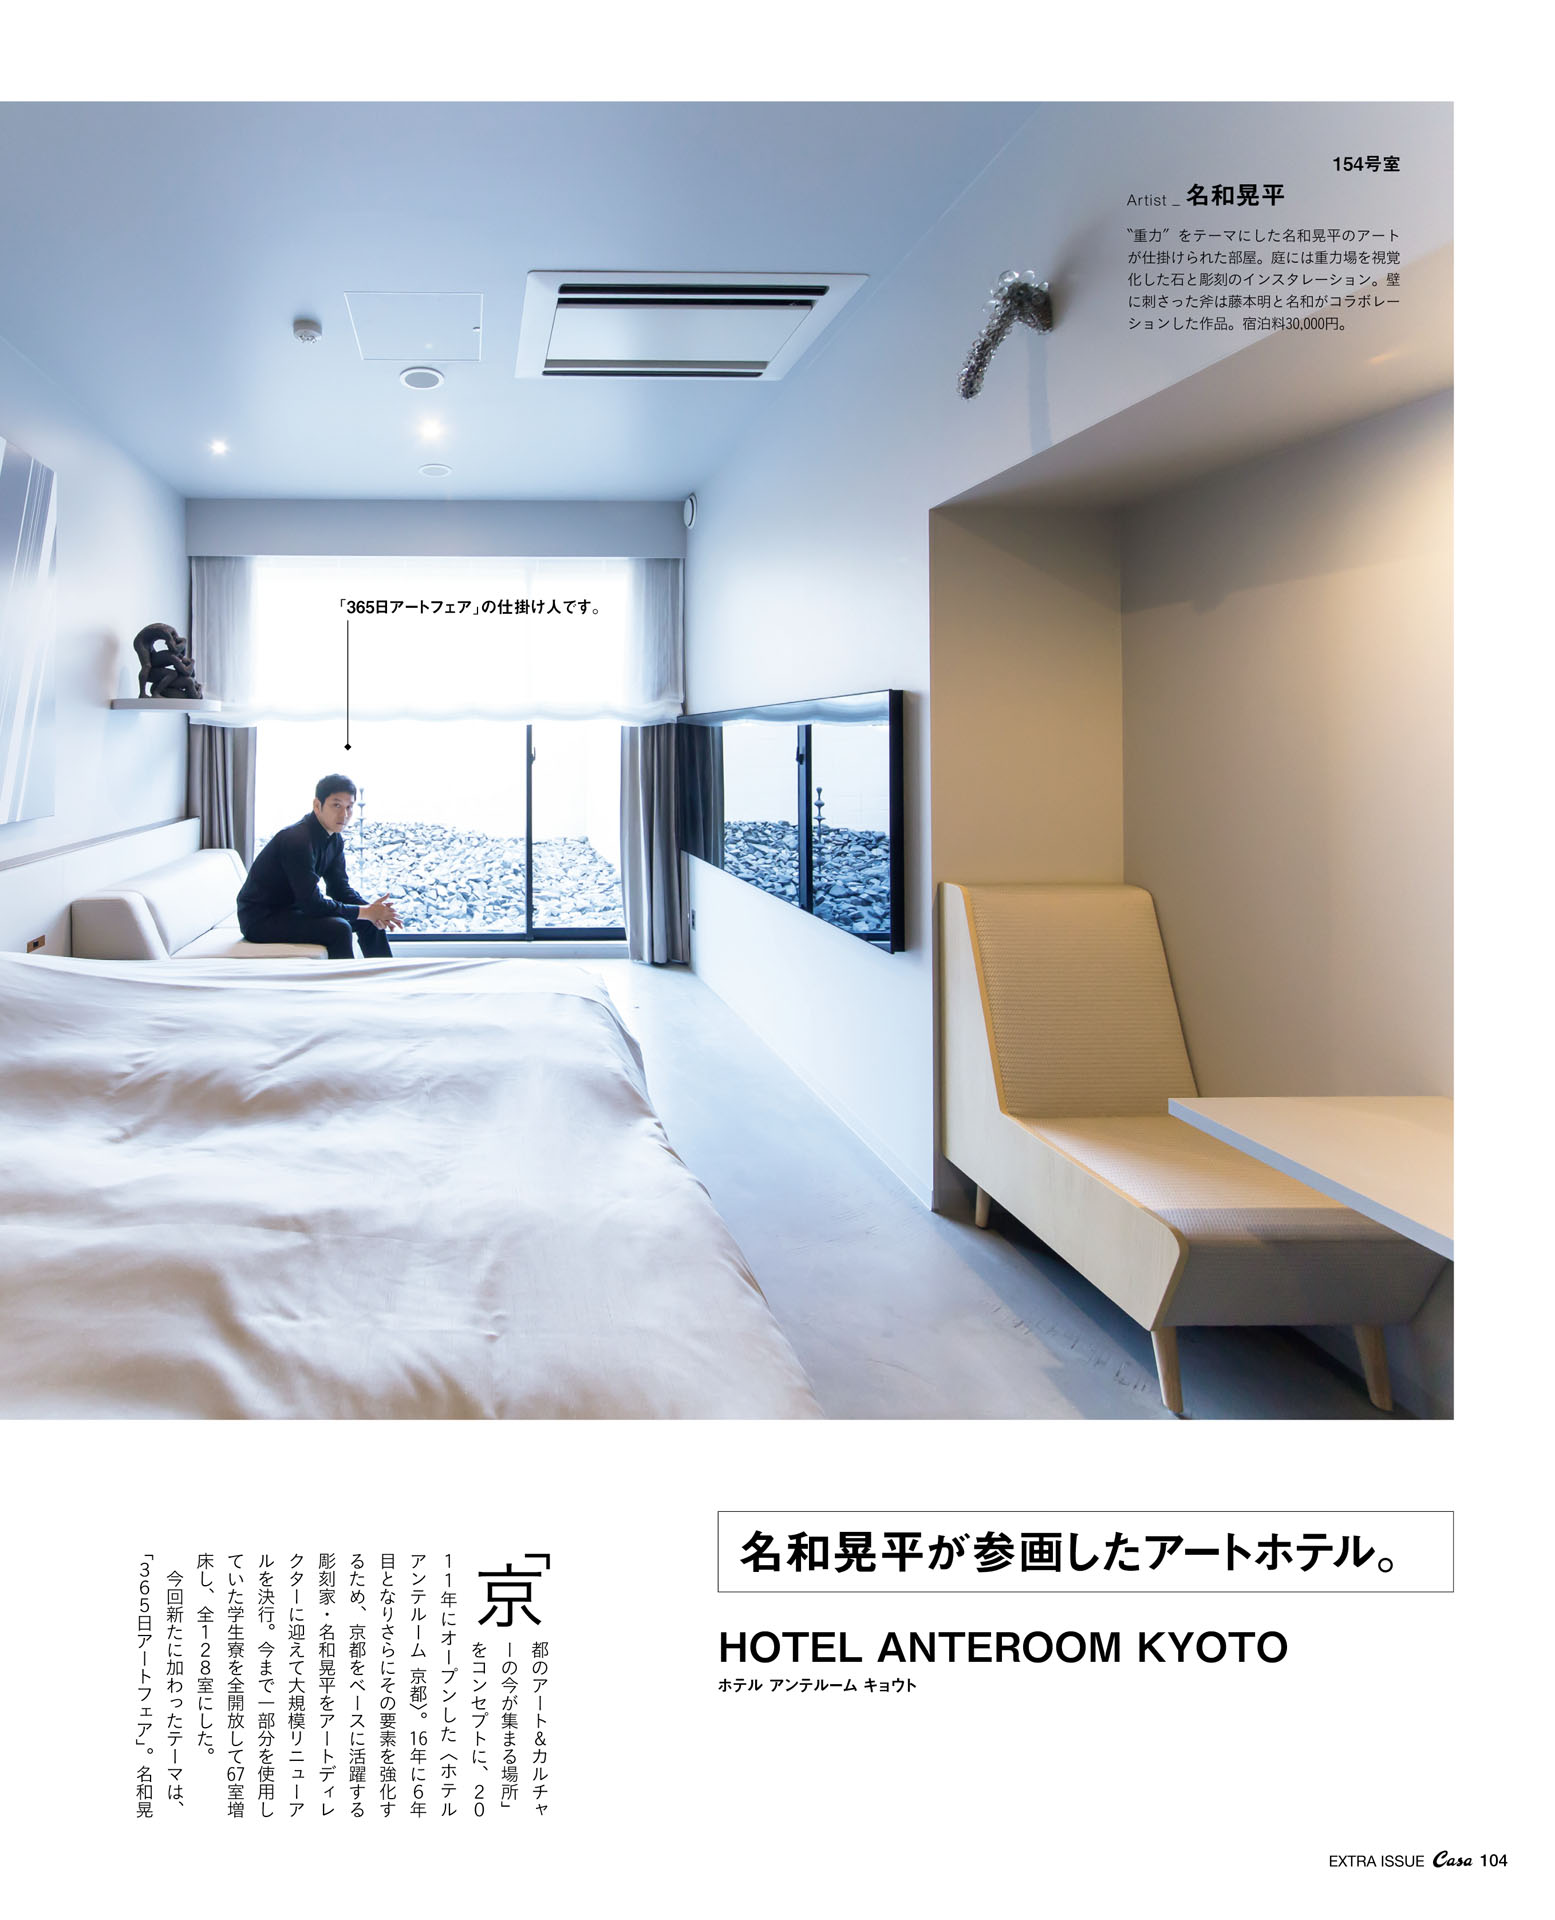 154号室
Artist _ 名和晃平
〝重力〟をテーマにした名和晃平のアート
が仕掛けられた部屋。庭には重力場を視覚
化した石と彫刻のインスタレーション。壁
に刺さった斧は藤本明と名和がコラボレー
ションした作品。宿泊料30,000円。
「365日アートフェア」の仕掛け人です。
名和晃平が参画したアートホテル。
HOTEL ANTEROOM KYOTO
ホテル アンテルーム キョウト
「京都のアート&カルチャ
ーの今が集まる場所」
をコンセプトに、20
11年にオープンした〈ホテル
アンテルーム 京都〉。16年に6年
目となりさらにその要素を強化す
るため、京都をベースに活躍する
彫刻家・名和晃平をアートディレ
クターに迎えて大規模リニューア
ルを決行。今まで一部分を使用し
ていた学生寮を全開放して67室増
床し、全128室にした。
今回新たに加わったテーマは、
「365日アートフェア」。名和晃
EXTRA ISSUE Casa 104